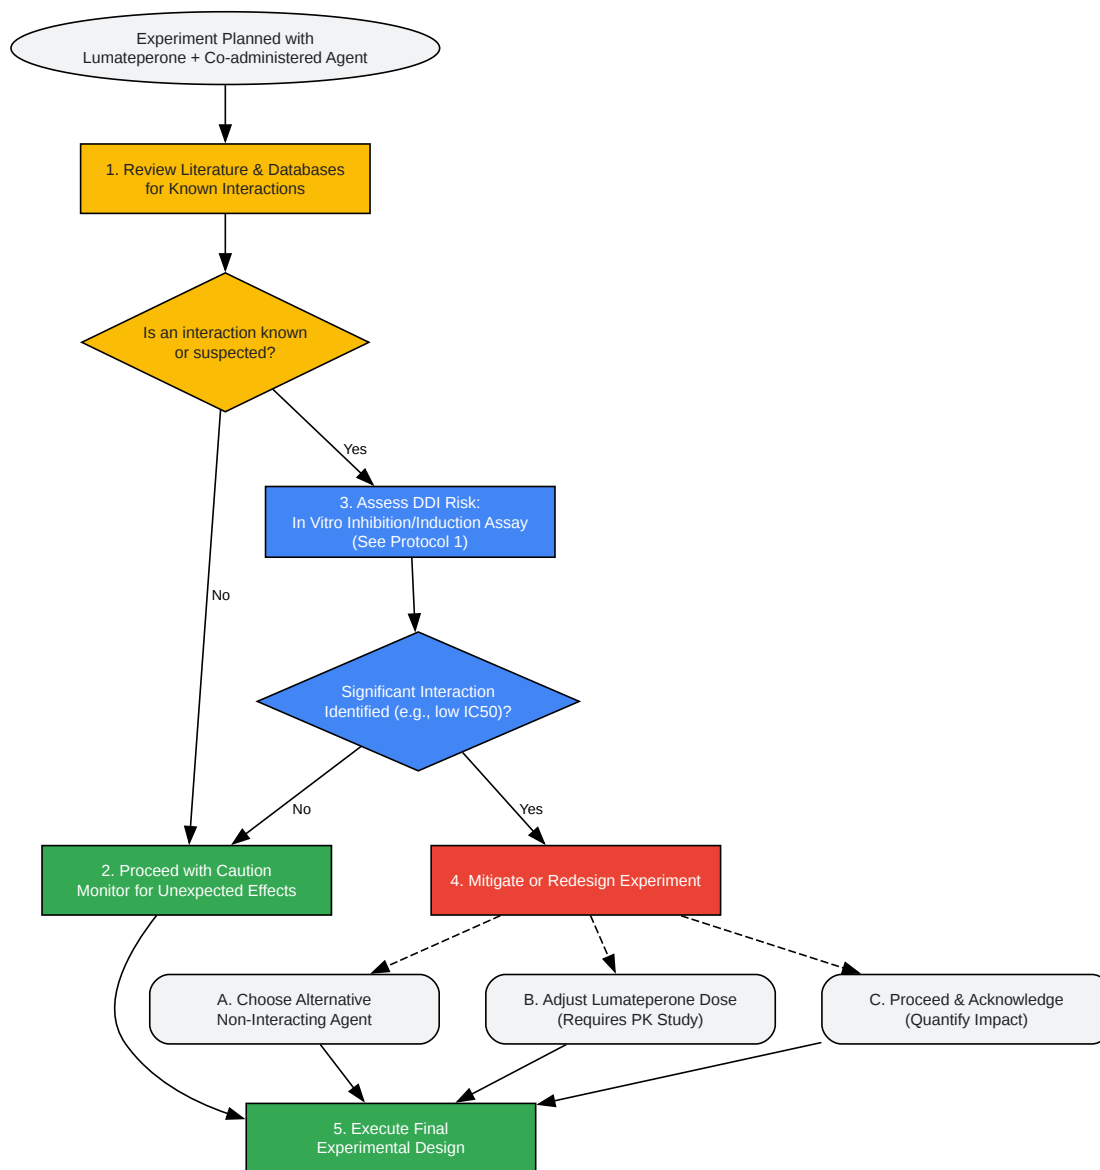 Experiment Planned with
Lumateperone + Co-administered Agent
1. Review Literature & Databases
for Known Interactions
Is an interaction known
or suspected?
Yes
3. Assess DDI Risk:
In Vitro Inhibition/Induction Assay
(See Protocol 1)
No
Significant Interaction
Identified (e.g., low IC50)?
No
Yes
2. Proceed with Caution
Monitor for Unexpected Effects
4. Mitigate or Redesign Experiment
A. Choose Alternative
Non-Interacting Agent
B. Adjust Lumateperone Dose
(Requires PK Study)
C. Proceed & Acknowledge
(Quantify Impact)
5. Execute Final
Experimental Design